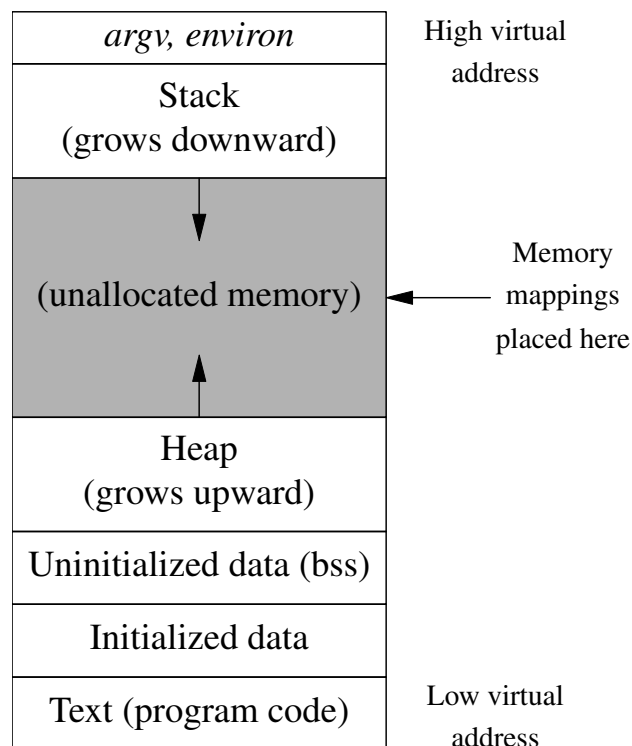 argv, environ
High virtual
address
Stack
(grows downward)
(unallocated memory)
Memory
mappings
placed here
Heap
(grows upward)
Uninitialized data (bss)
Initialized data
Text (program code)
Low virtual
address